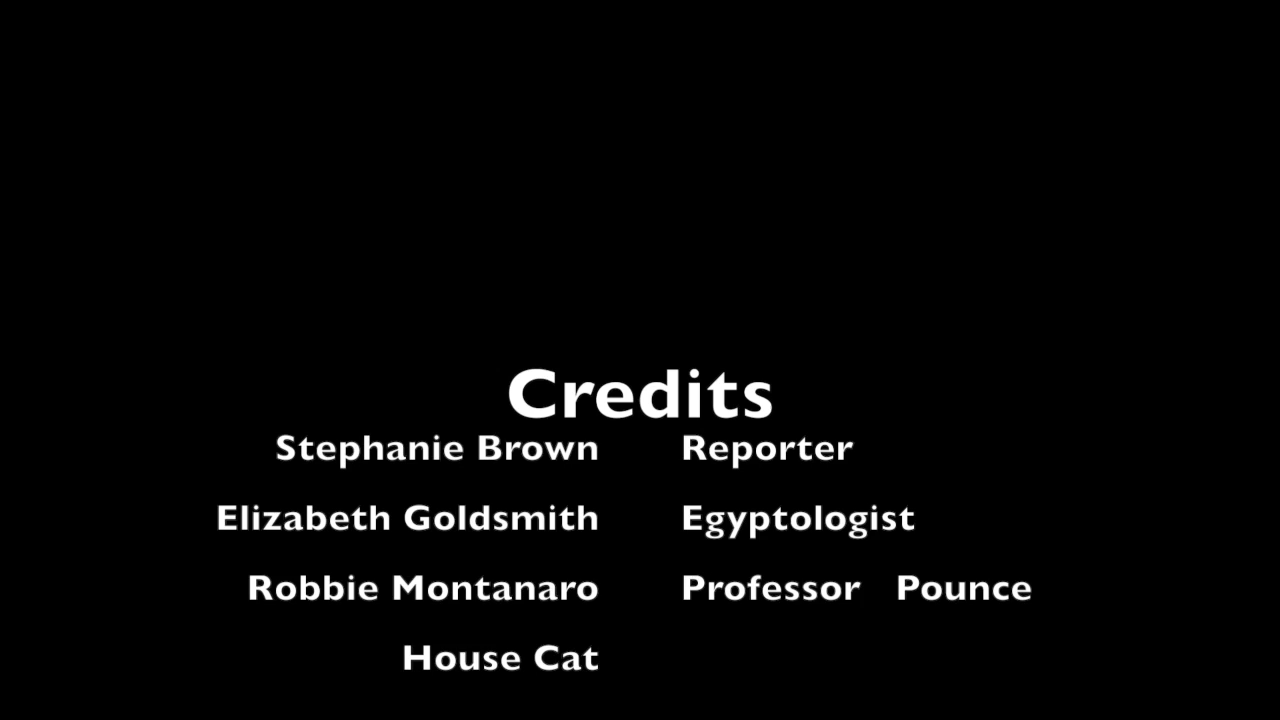 Credits
Stephanie Brown Reporter
Elizabeth Goldsmith Egyptologist
Robbie Montanaro Professor Pounce
House Cat